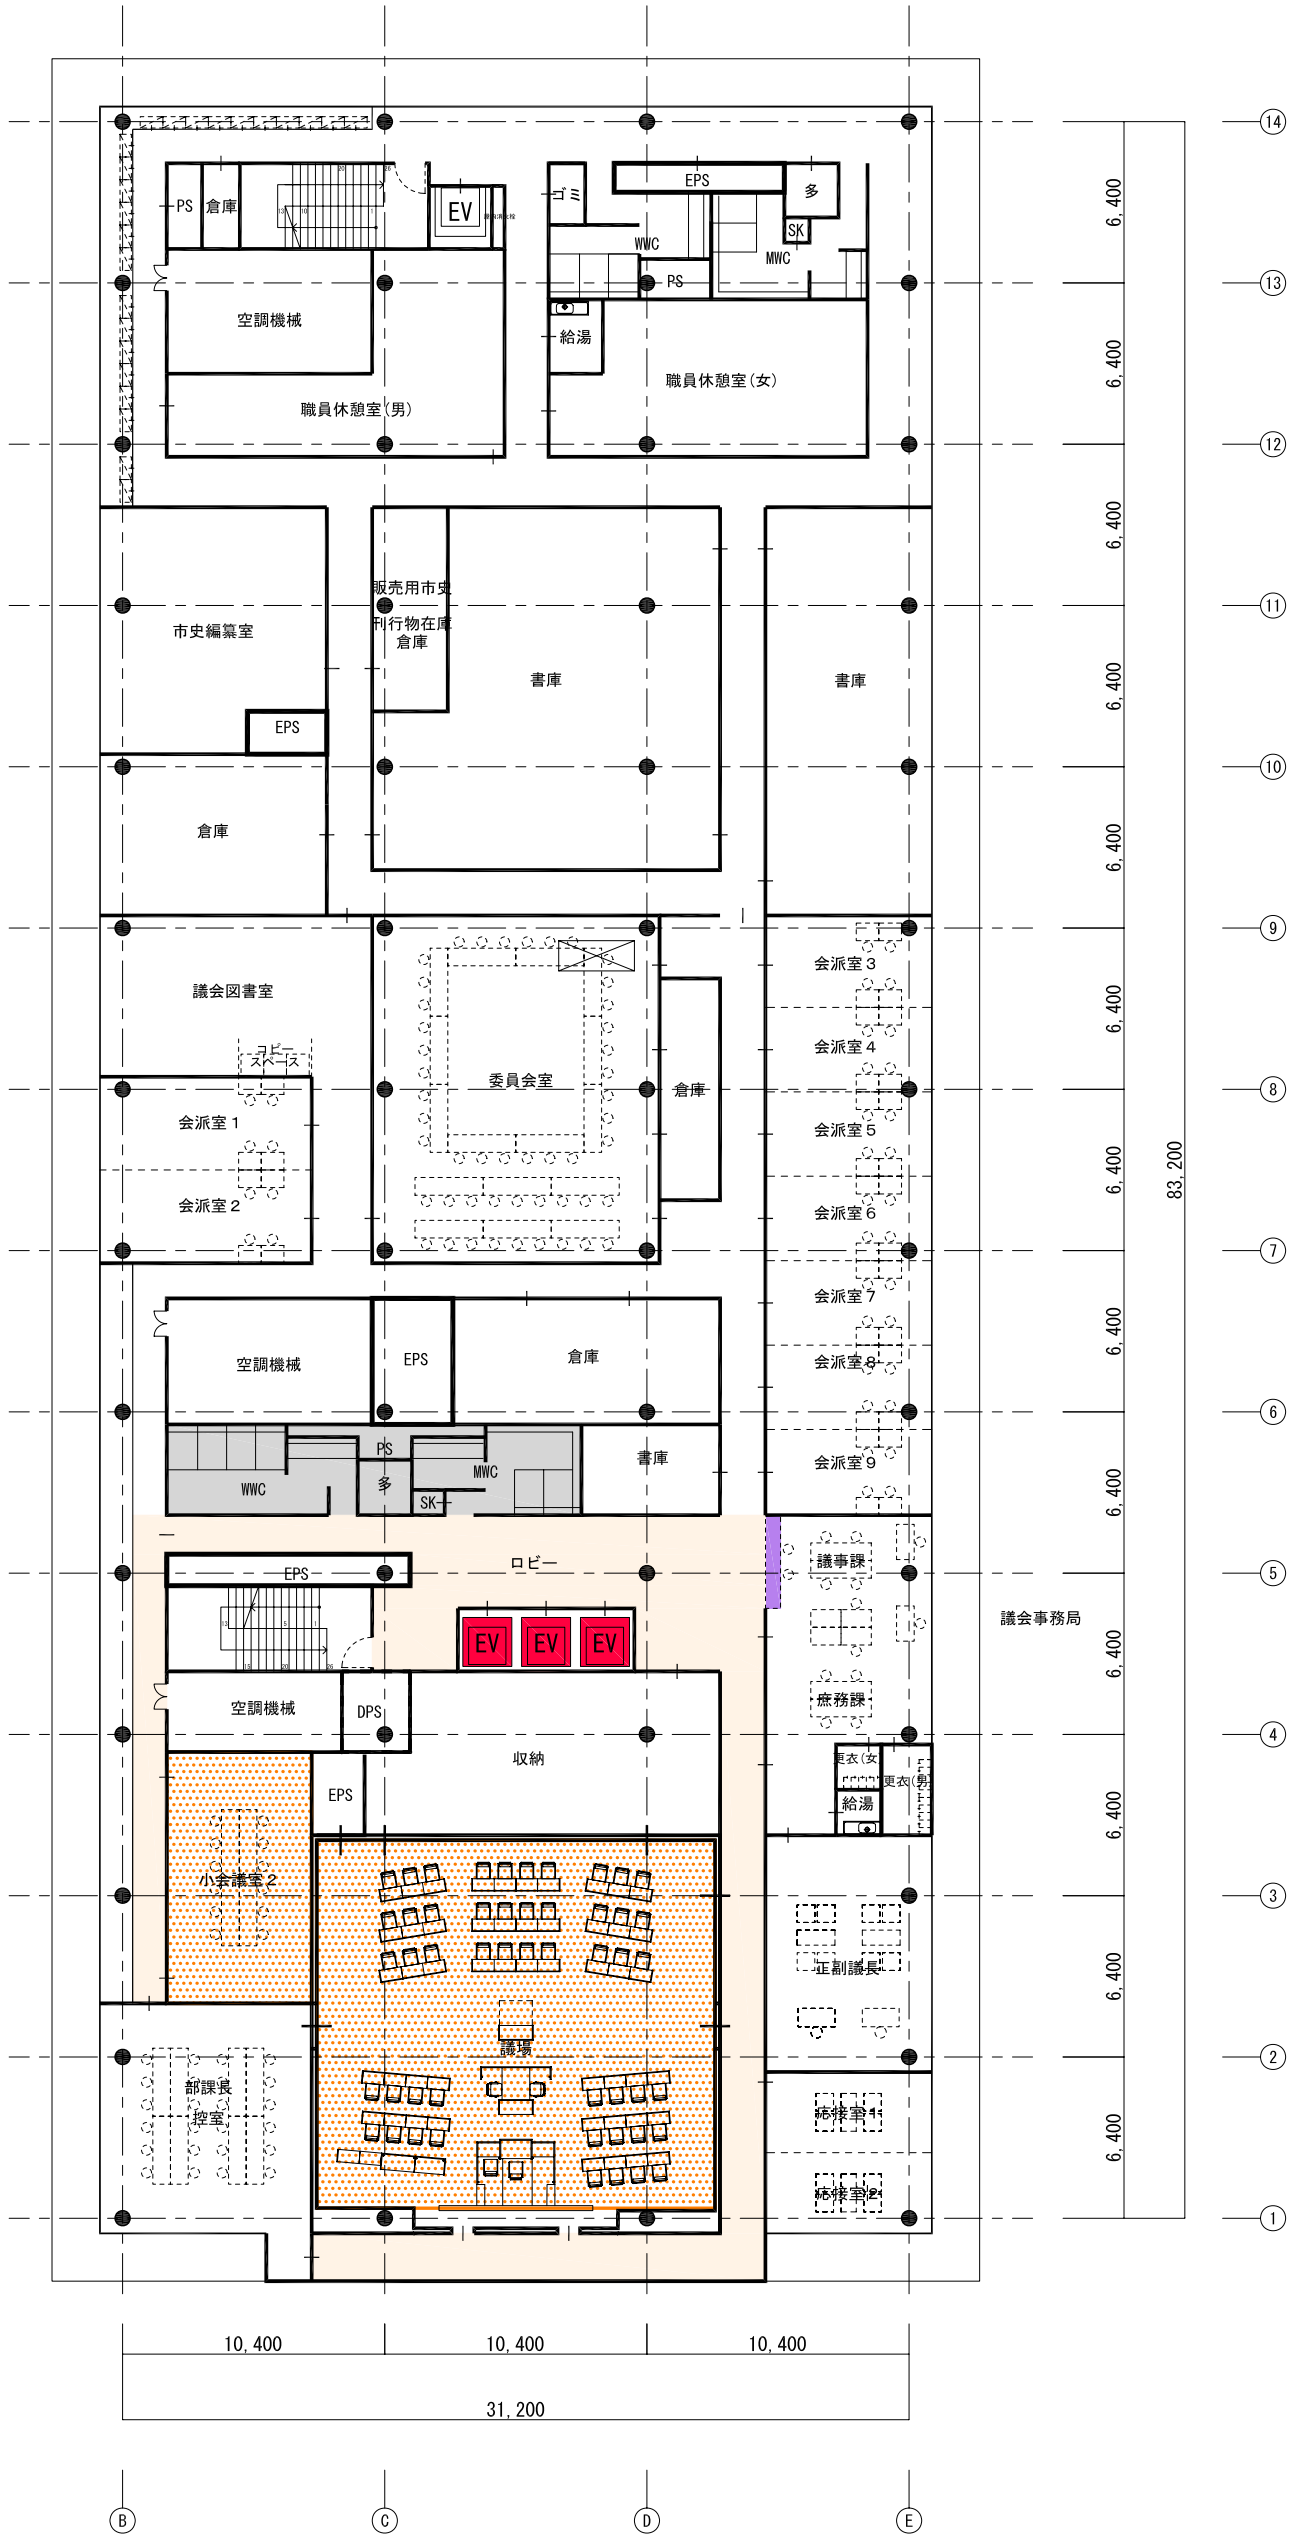 14
6,400
EPS
多
PS
倉庫
EV
ゴミ
SK
WWC
MWC
PS
13
空調機械
給湯
6,400
職員休憩室(女)
職員休憩室(男)
12
6,400
販売用市史
刊行物在庫
倉庫
11
市史編纂室
書庫
書庫
6,400
EPS
10
倉庫
6,400
9
会派室3
議会図書室
6,400
コピー
スペース
会派室4
委員会室
倉庫
8
会派室1
会派室5
6,400
83,200
会派室2
会派室6
7
会派室7
6,400
空調機械
EPS
倉庫
会派室8
6
PS
書庫
会派室9
WWC
多
MWC
SK
6,400
ロビー
議事課
EPS
5
議会事務局
EV
EV
EV
6,400
庶務課
空調機械
DPS
4
収納
更衣(女)
更衣(男)
EPS
給湯
6,400
小会議室2
3
正副議長
6,400
議場
2
部課長
控室
応接室1
6,400
応接室2
1
10,400
10,400
10,400
31,200
B
C
D
E